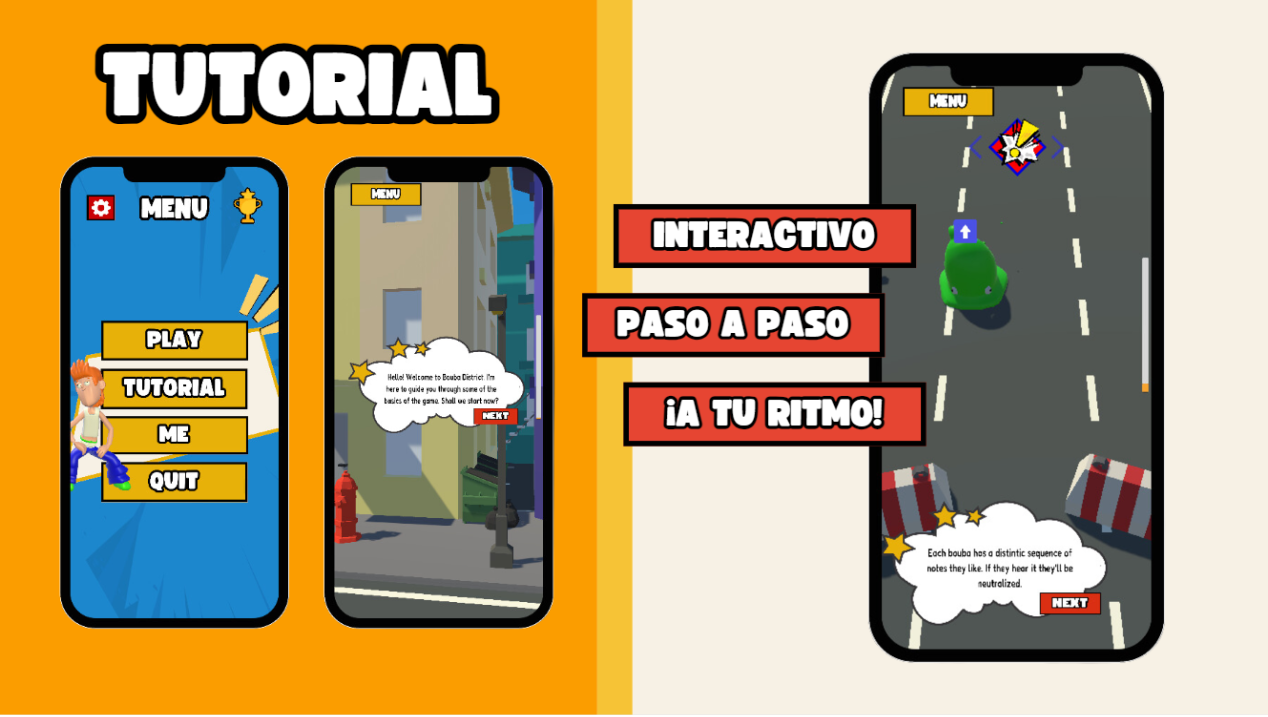 TUTORIAL
MENU
PLAY
TUTORIAL
ME
QUIT
MENU
Hello! Welcome to Bouba District. I'm
here to guide you through some of the
basics of the game. Shall we start now?
NEXT
INTERACTIVO
PASO A PASO
¡A TU RITMO!
MENU
Each bouba has a distintic sequence of
notes they like. If they hear it they'll be
neutralized.
NEXT